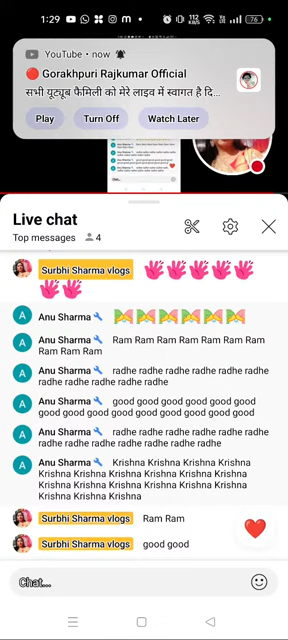 1:29
112 KB/S
76
YouTube • now
Gorakhpuri Rajkumar Official
सभी यूट्यूब फैमिली को मेरे लाइव में स्वागत है दि...
Play Turn Off Watch Later
Live chat
Top messages 4
Surbhi Sharma vlogs
Anu Sharma
Anu Sharma Ram Ram Ram Ram Ram Ram Ram
Ram Ram Ram
Anu Sharma radhe radhe radhe radhe radhe
radhe radhe radhe radhe radhe
Anu Sharma good good good good good good
good good good good good good good good
Anu Sharma radhe radhe radhe radhe radhe
radhe radhe radhe radhe radhe radhe radhe
Anu Sharma Krishna Krishna Krishna Krishna
Krishna Krishna Krishna Krishna Krishna
Krishna Krishna Krishna Krishna Krishna
Krishna Krishna Krishna
Surbhi Sharma vlogs Ram Ram
Surbhi Sharma vlogs good good
Chat...